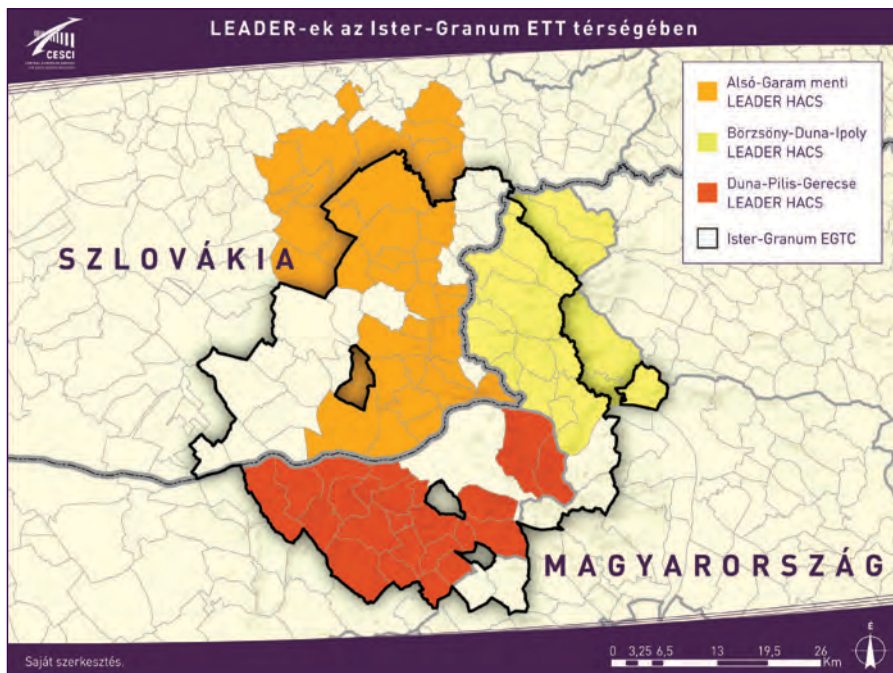 LEADER-ek az Ister-Granum ETT térségében
CESCI
Alsó-Garam menti
LEADER HACS
Börzsöny-Duna-Ipoly
LEADER HACS
Duna-Pilis-Gerecse
LEADER HACS
Ister-Granum EGTC
SZLOVÁKIA
MAGYARORSZÁG
Saját szerkesztés.
0 3,25 6,5 13 19,5 26
Km
É